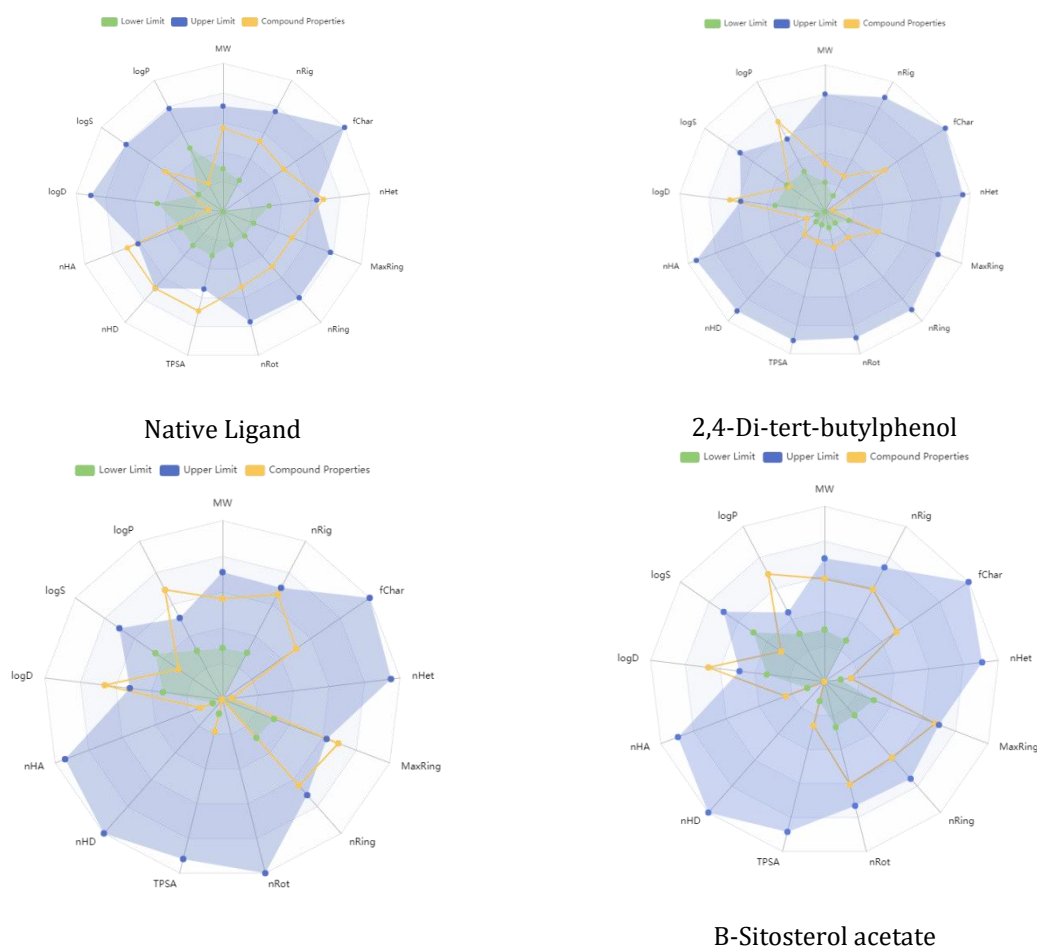 Lower Limit Upper Limit Compound Properties
MW
nRig
fChar
nHet
MaxRing
nRing
nRot
TPSA
nHD
nHA
logD
logS
logP
Native Ligand
Lower Limit Upper Limit Compound Properties
MW
nRig
fChar
nHet
MaxRing
nRing
nRot
TPSA
nHD
nHA
logD
logS
logP
2,4-Di-tert-butylphenol
Lower Limit Upper Limit Compound Properties
MW
nRig
fChar
nHet
MaxRing
nRing
nRot
TPSA
nHD
nHA
logD
logS
logP
Lower Limit Upper Limit Compound Properties
MW
nRig
fChar
nHet
MaxRing
nRing
nRot
TPSA
nHD
nHA
logD
logS
logP
B-Sitosterol acetate